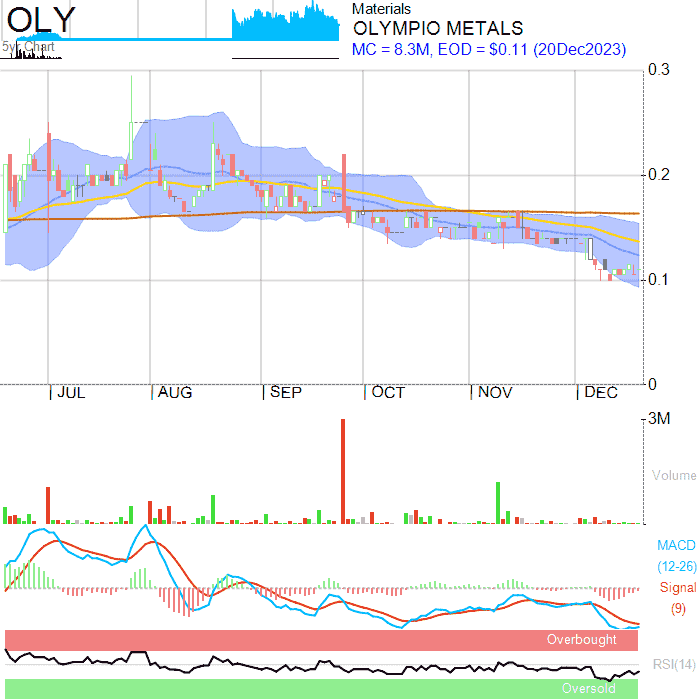 OLY
Materials
OLYMPIO METALS
5yr Chart
MC = 8.3M, EOD = $0.11 (20Dec2023)
0.3
0.2
0.1
0
JUL AUG SEP OCT NOV DEC
3M
Volume
MACD
(12-26)
Signal
(9)
Overbought
RSI(14)
Oversold